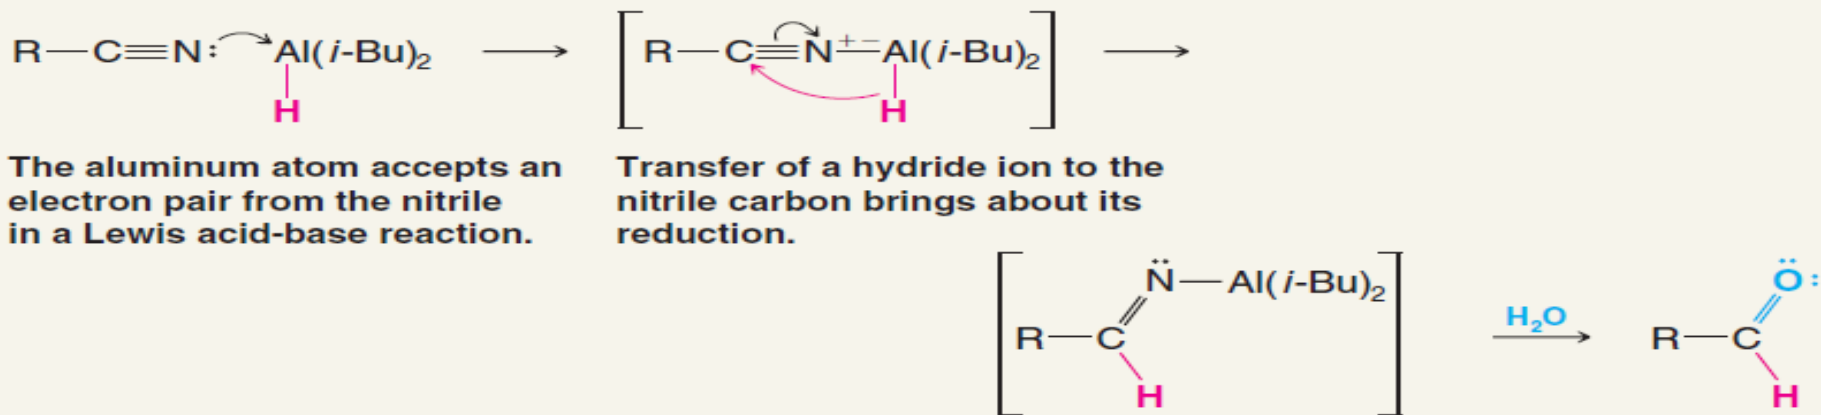 R—C≡N: Al(i-Bu)₂ ⟶ [R—C≡N⁺—⁻Al(i-Bu)₂] ⟶
H H
The aluminum atom accepts an
electron pair from the nitrile
in a Lewis acid-base reaction.
Transfer of a hydride ion to the
nitrile carbon brings about its
reduction.
N̈—Al(i-Bu)₂ Ö:
R—C H₂O R—C
H H